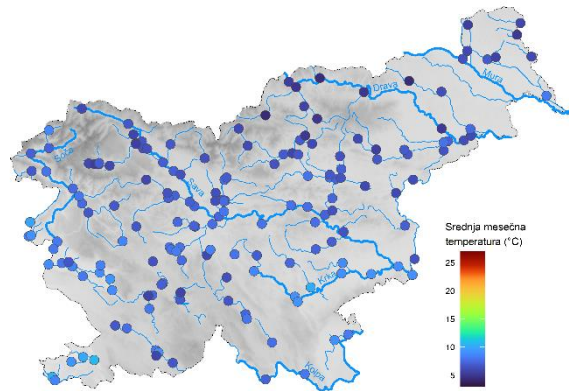 Mura
Drava
Soča
Sava
Krka
Kolpa
Srednja mesečna
temperatura (°C)
25
20
15
10
5